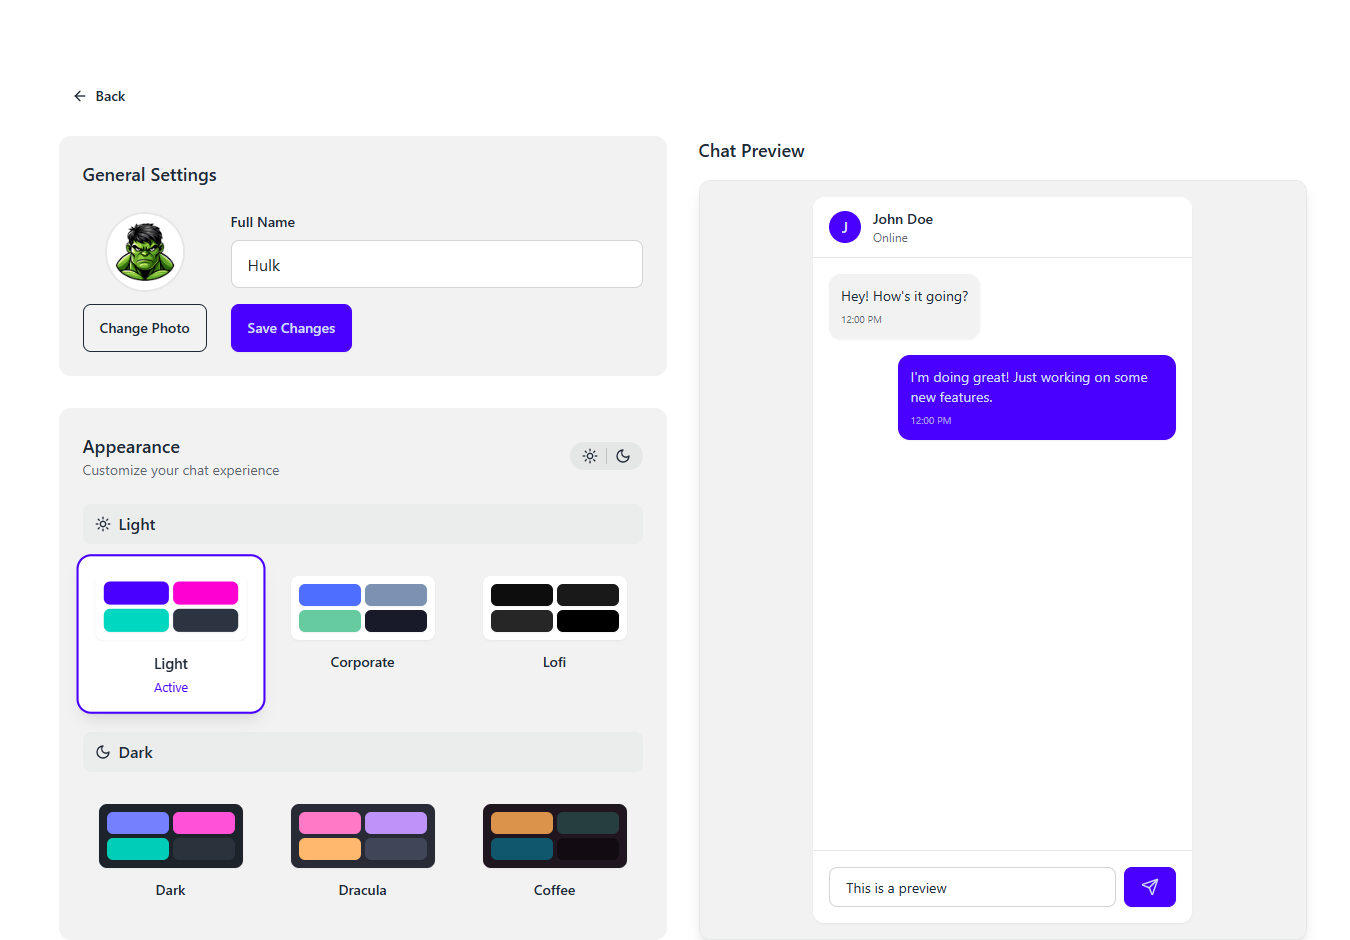 Back
General Settings
Full Name
Hulk
Change Photo
Save Changes
Appearance
Customize your chat experience
Light
Light
Active
Corporate
Lofi
Dark
Dark
Dracula
Coffee
Chat Preview
J
John Doe
Online
Hey! How's it going?
12:00 PM
I'm doing great! Just working on some
new features.
12:00 PM
This is a preview